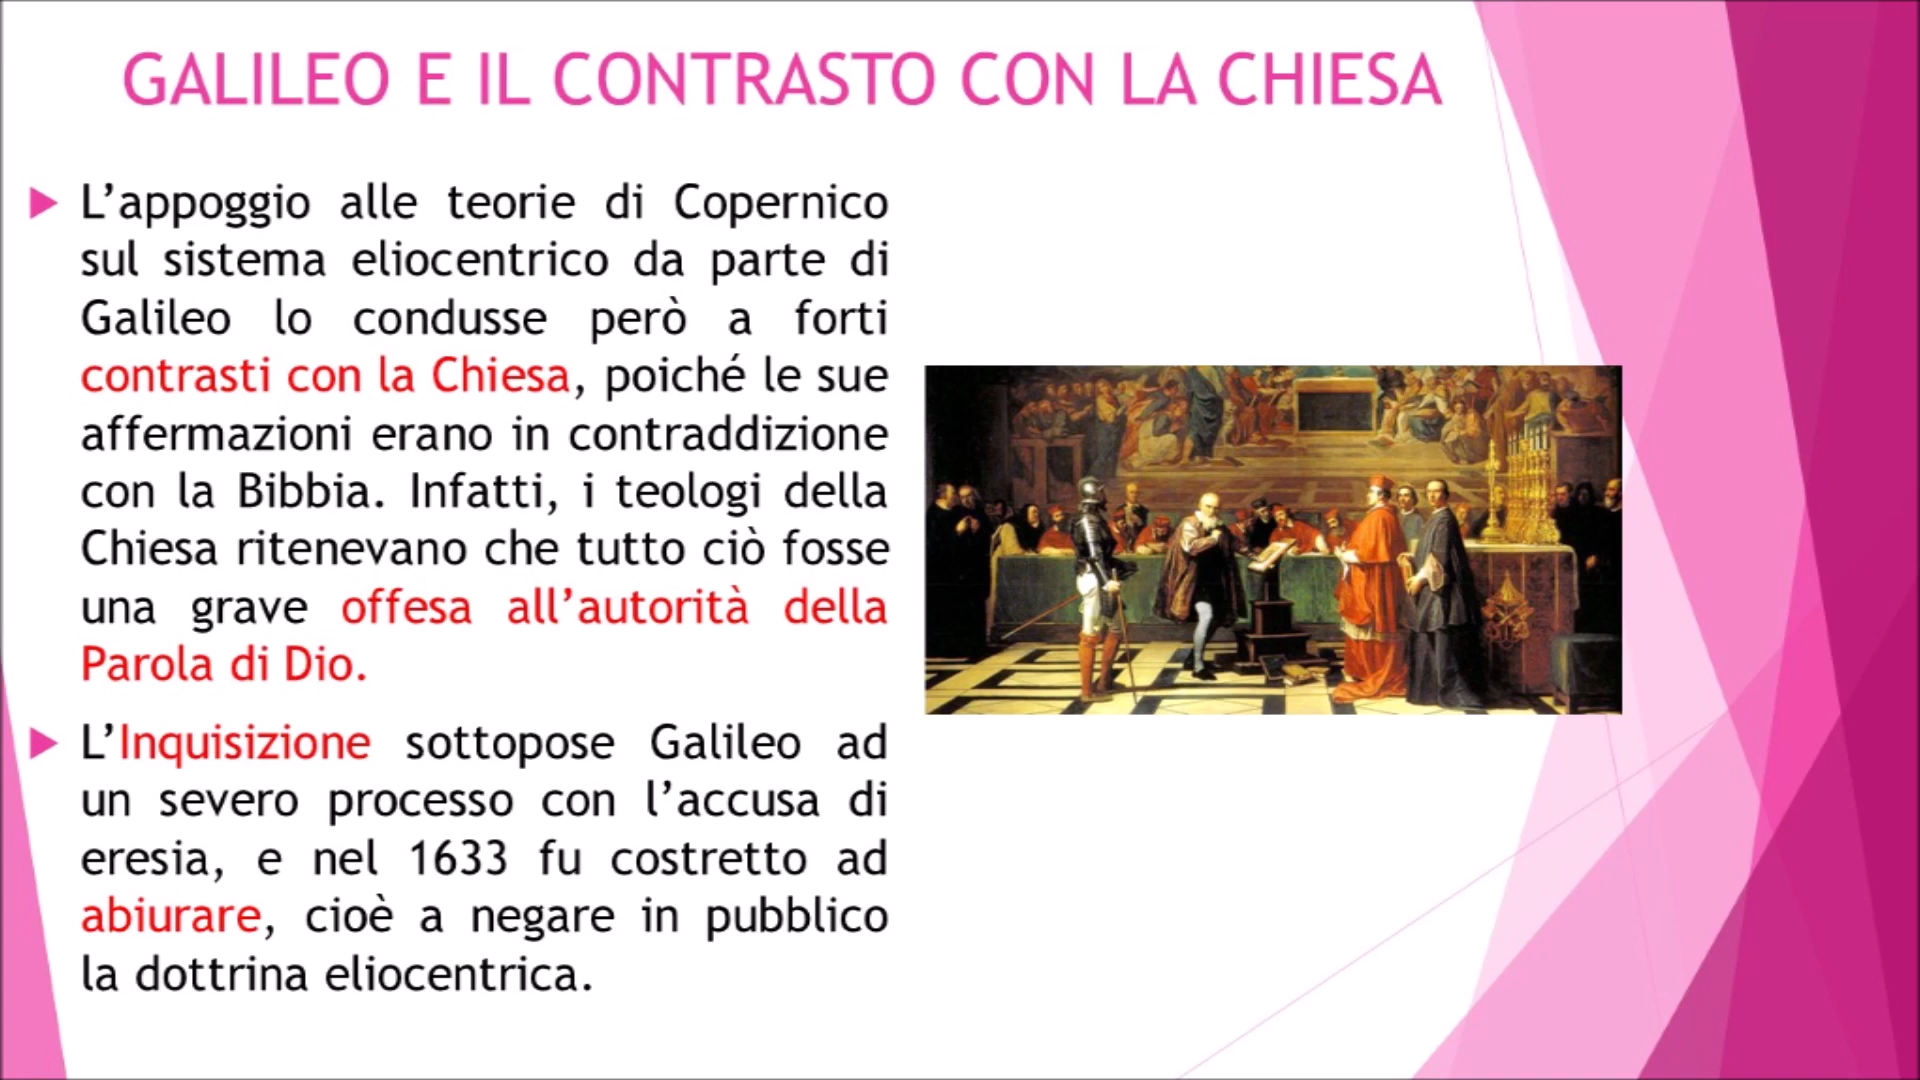 GALILEO E IL CONTRASTO CON LA CHIESA
L’appoggio alle teorie di Copernico
sul sistema eliocentrico da parte di
Galileo lo condusse però a forti
contrasti con la Chiesa, poiché le sue
affermazioni erano in contraddizione
con la Bibbia. Infatti, i teologi della
Chiesa ritenevano che tutto ciò fosse
una grave offesa all’autorità della
Parola di Dio.
L’Inquisizione sottopose Galileo ad
un severo processo con l’accusa di
eresia, e nel 1633 fu costretto ad
abiurare, cioè a negare in pubblico
la dottrina eliocentrica.